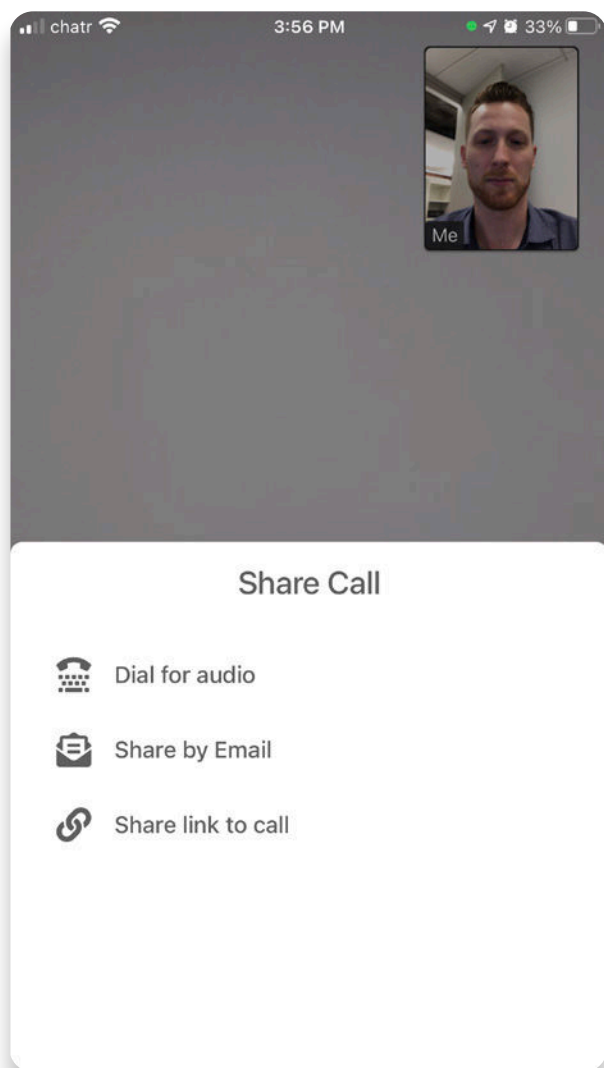 chatr 3:56 PM 33%
Me
Share Call
Dial for audio
Share by Email
Share link to call